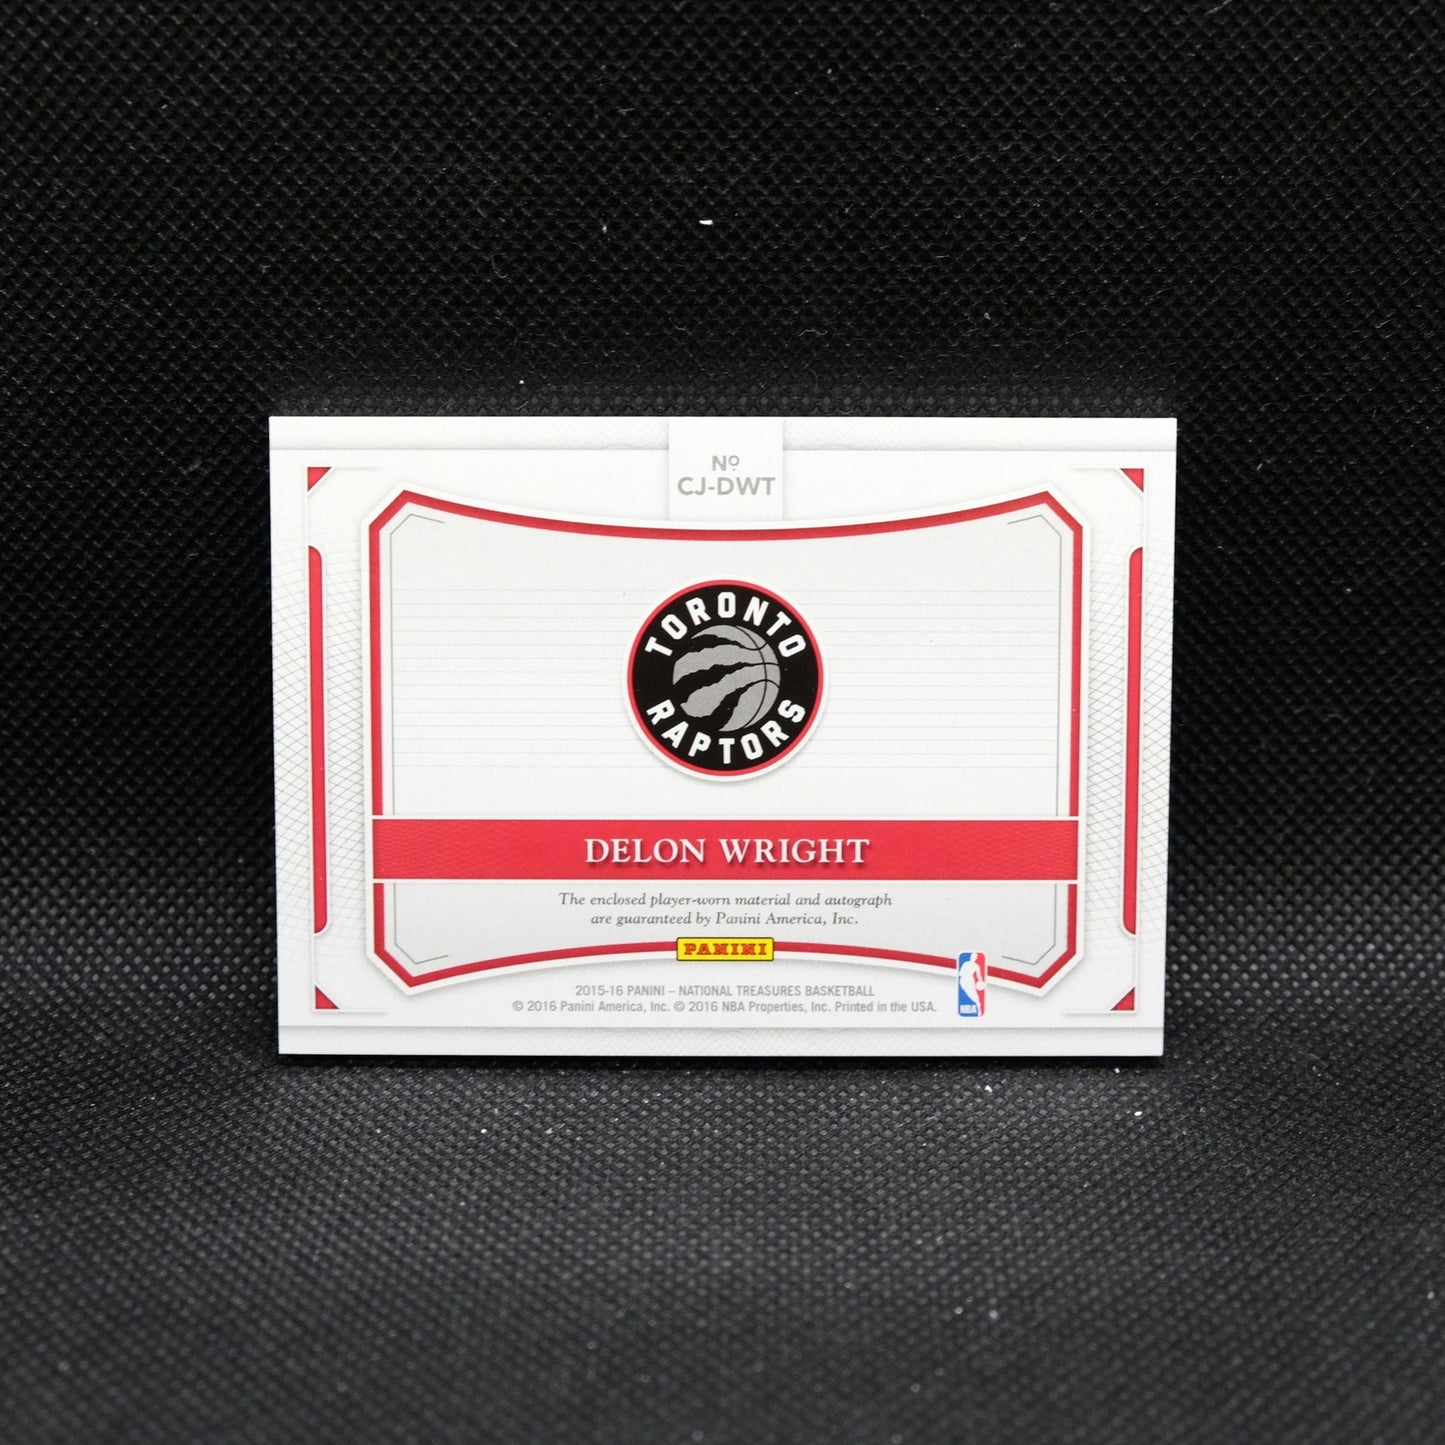 Nº
CJ-DWT
TORONTO
RAPTORS
DELON WRIGHT
The enclosed player-worn material and autograph
are guaranteed by Panini America, Inc.
PANINI
2015-16 PANINI – NATIONAL TREASURES BASKETBALL
© 2016 Panini America, Inc. © 2016 NBA Properties, Inc. Printed in the USA.
NBA